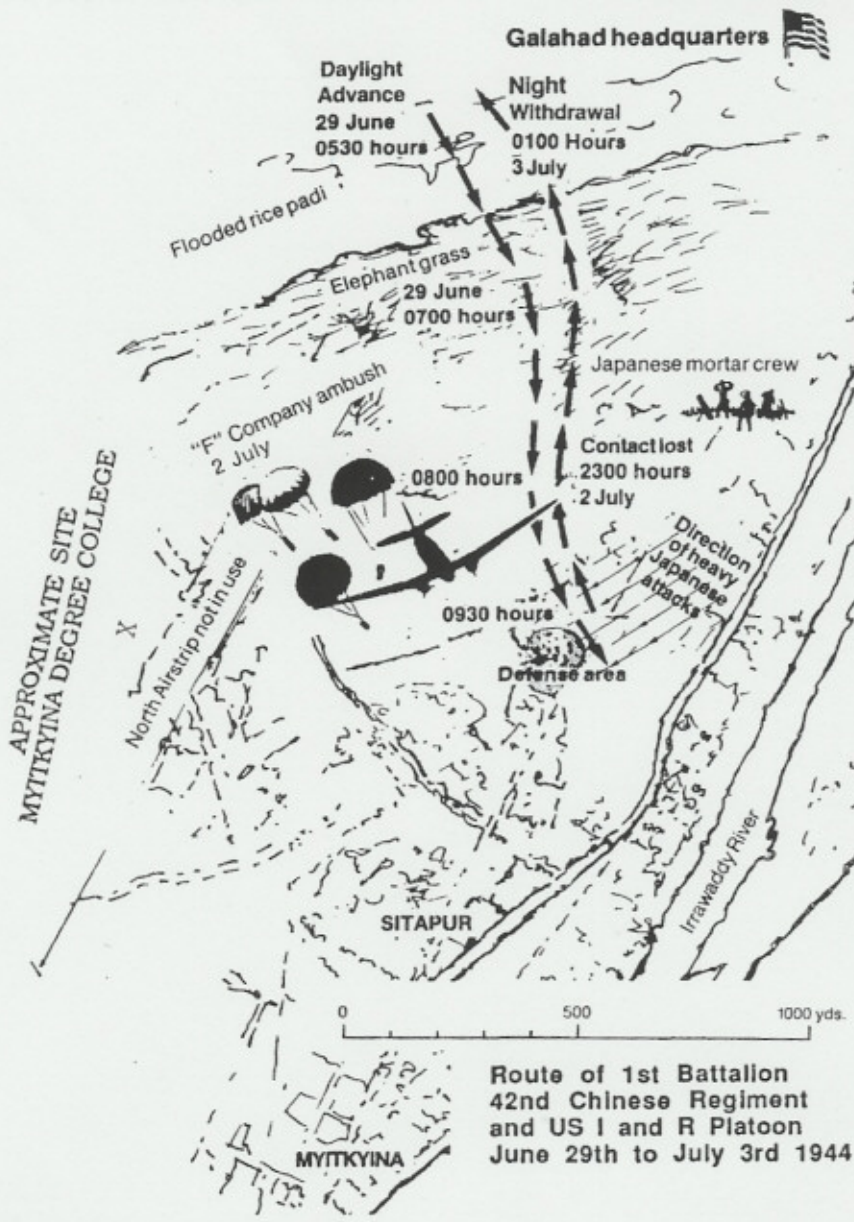 Galahad headquarters
Daylight
Advance
29 June
0530 hours
Night
Withdrawal
0100 Hours
3 July
Flooded rice padi
Elephant grass
29 June
0700 hours
Japanese mortar crew
"F" Company ambush
2 July
0800 hours
Contact lost
2300 hours
2 July
Direction
of heavy
Japanese
attacks
APPROXIMATE SITE
MYITKYINA DEGREE COLLEGE
X
North Airstrip not in use
0930 hours
Defense area
Irrawaddy River
SITAPUR
0 500 1000 yds.
Route of 1st Battalion
42nd Chinese Regiment
and US I and R Platoon
June 29th to July 3rd 1944
MYITKYINA